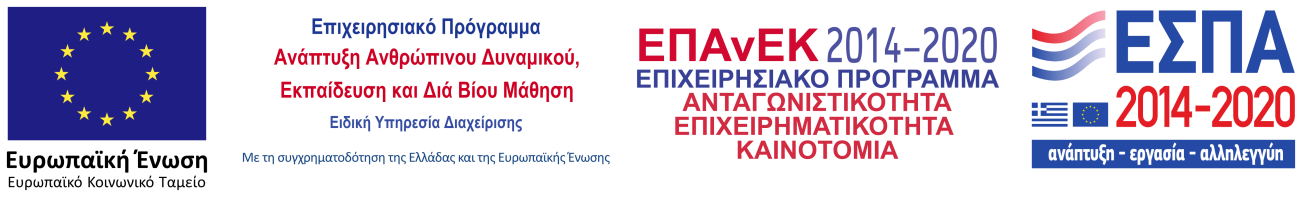 Ευρωπαϊκή Ένωση
Ευρωπαϊκό Κοινωνικό Ταμείο
Επιχειρησιακό Πρόγραμμα
Ανάπτυξη Ανθρώπινου Δυναμικού,
Εκπαίδευση και Διά Βίου Μάθηση
Ειδική Υπηρεσία Διαχείρισης
Με τη συγχρηματοδότηση της Ελλάδας και της Ευρωπαϊκής Ένωσης
ΕΠΑνΕΚ 2014–2020
ΕΠΙΧΕΙΡΗΣΙΑΚΟ ΠΡΟΓΡΑΜΜΑ
ΑΝΤΑΓΩΝΙΣΤΙΚΟΤΗΤΑ
ΕΠΙΧΕΙΡΗΜΑΤΙΚΟΤΗΤΑ
ΚΑΙΝΟΤΟΜΙΑ
ΕΣΠΑ
2014-2020
ανάπτυξη - εργασία - αλληλεγγύη